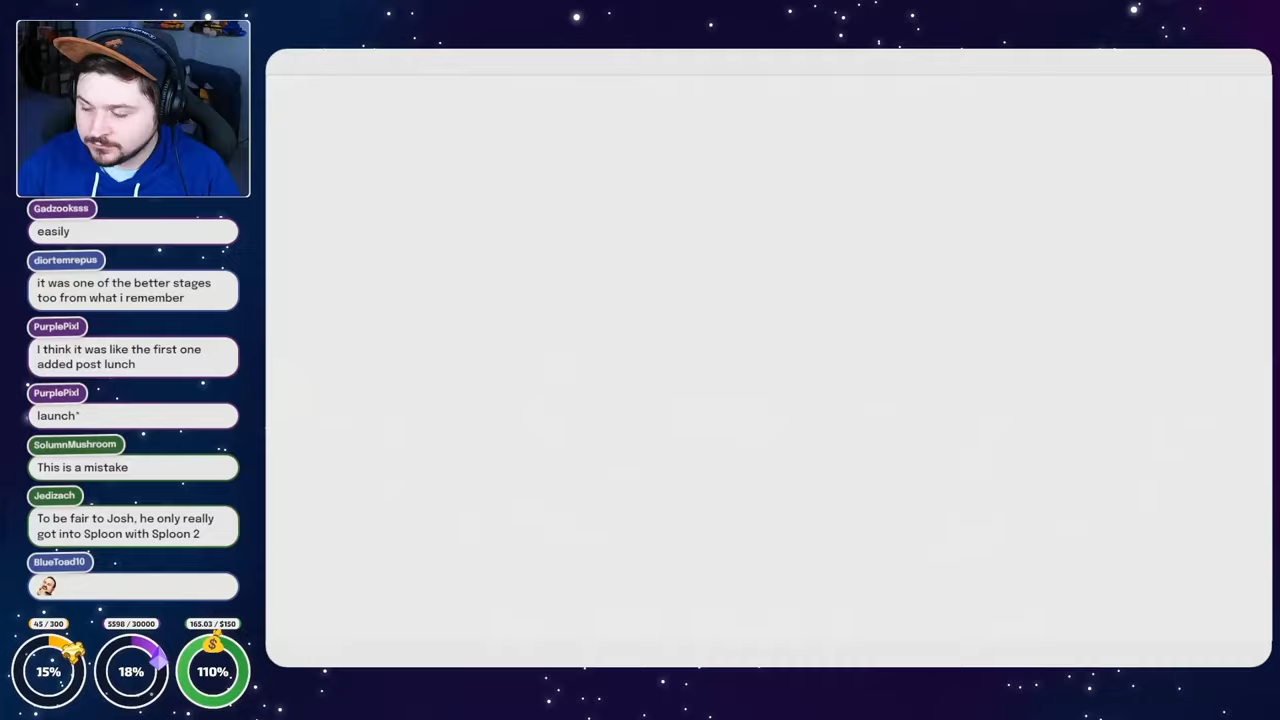 Gadzooksss
easily
diortemrepus
it was one of the better stages
too from what i remember
PurplePixl
I think it was like the first one
added post lunch
PurplePixl
launch*
SolumnMushroom
This is a mistake
Jedizach
To be fair to Josh, he only really
got into Sploon with Sploon 2
BlueToad10
45 / 300
5598 / 30000
165.03 / $150
15%
18%
110%